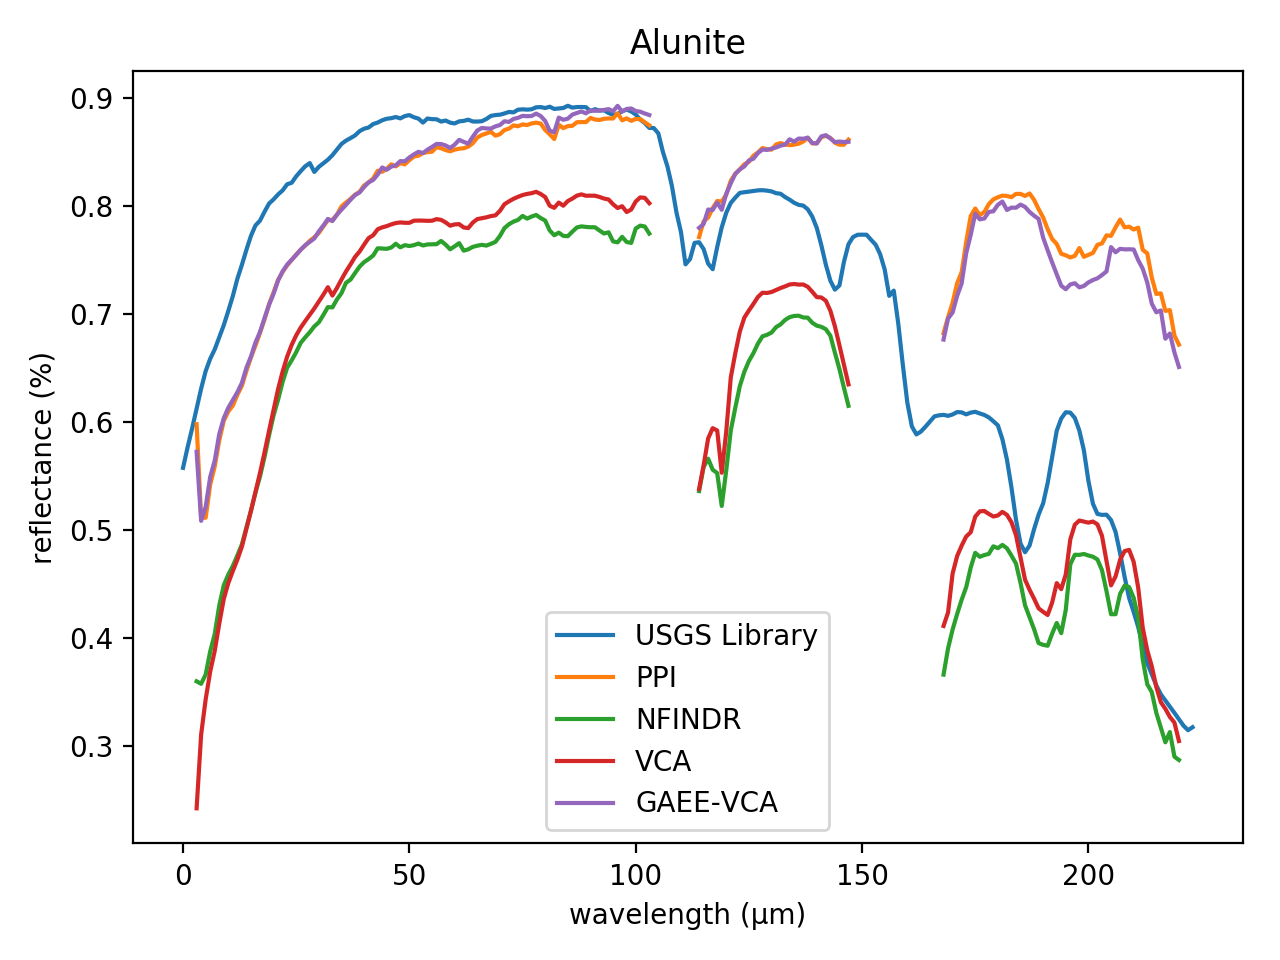 Alunite
0.9
0.8
0.7
0.6
0.5
0.4
0.3
reflectance (%)
0 50 100 150 200
wavelength (μm)
USGS Library
PPI
NFINDR
VCA
GAEE-VCA